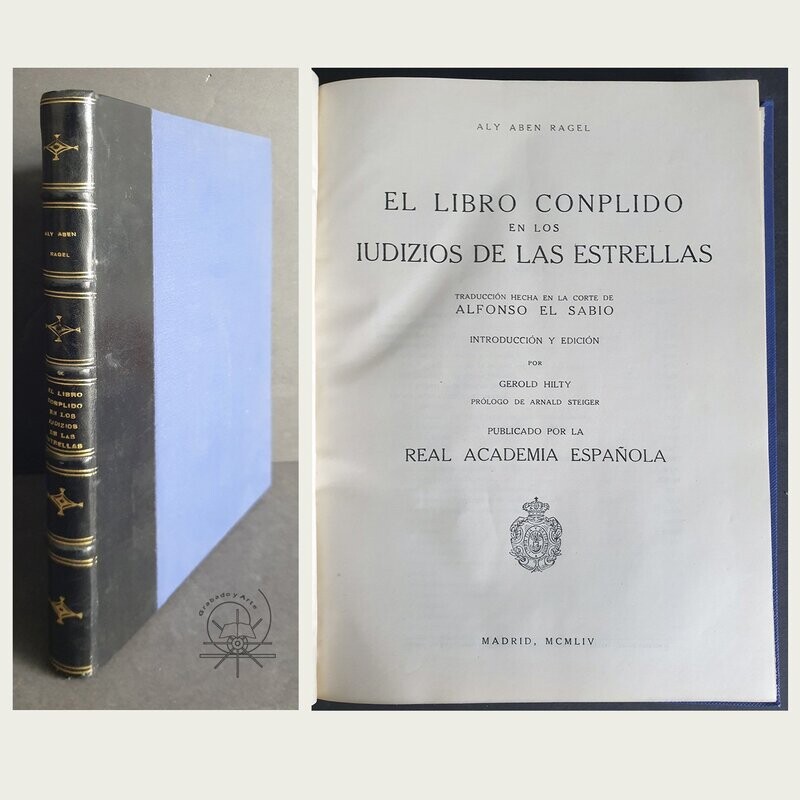 ALY ABEN
RAGEL
EL LIBRO
CONPLIDO
EN LOS
IUDIZIOS
DE LAS
ESTRELLAS
Grabado y Arte
ALY ABEN RAGEL
EL LIBRO CONPLIDO
EN LOS
IUDIZIOS DE LAS ESTRELLAS
TRADUCCIÓN HECHA EN LA CORTE DE
ALFONSO EL SABIO
INTRODUCCIÓN Y EDICIÓN
POR
GEROLD HILTY
PRÓLOGO DE ARNALD STEIGER
PUBLICADO POR LA
REAL ACADEMIA ESPAÑOLA
MADRID, MCMLIV